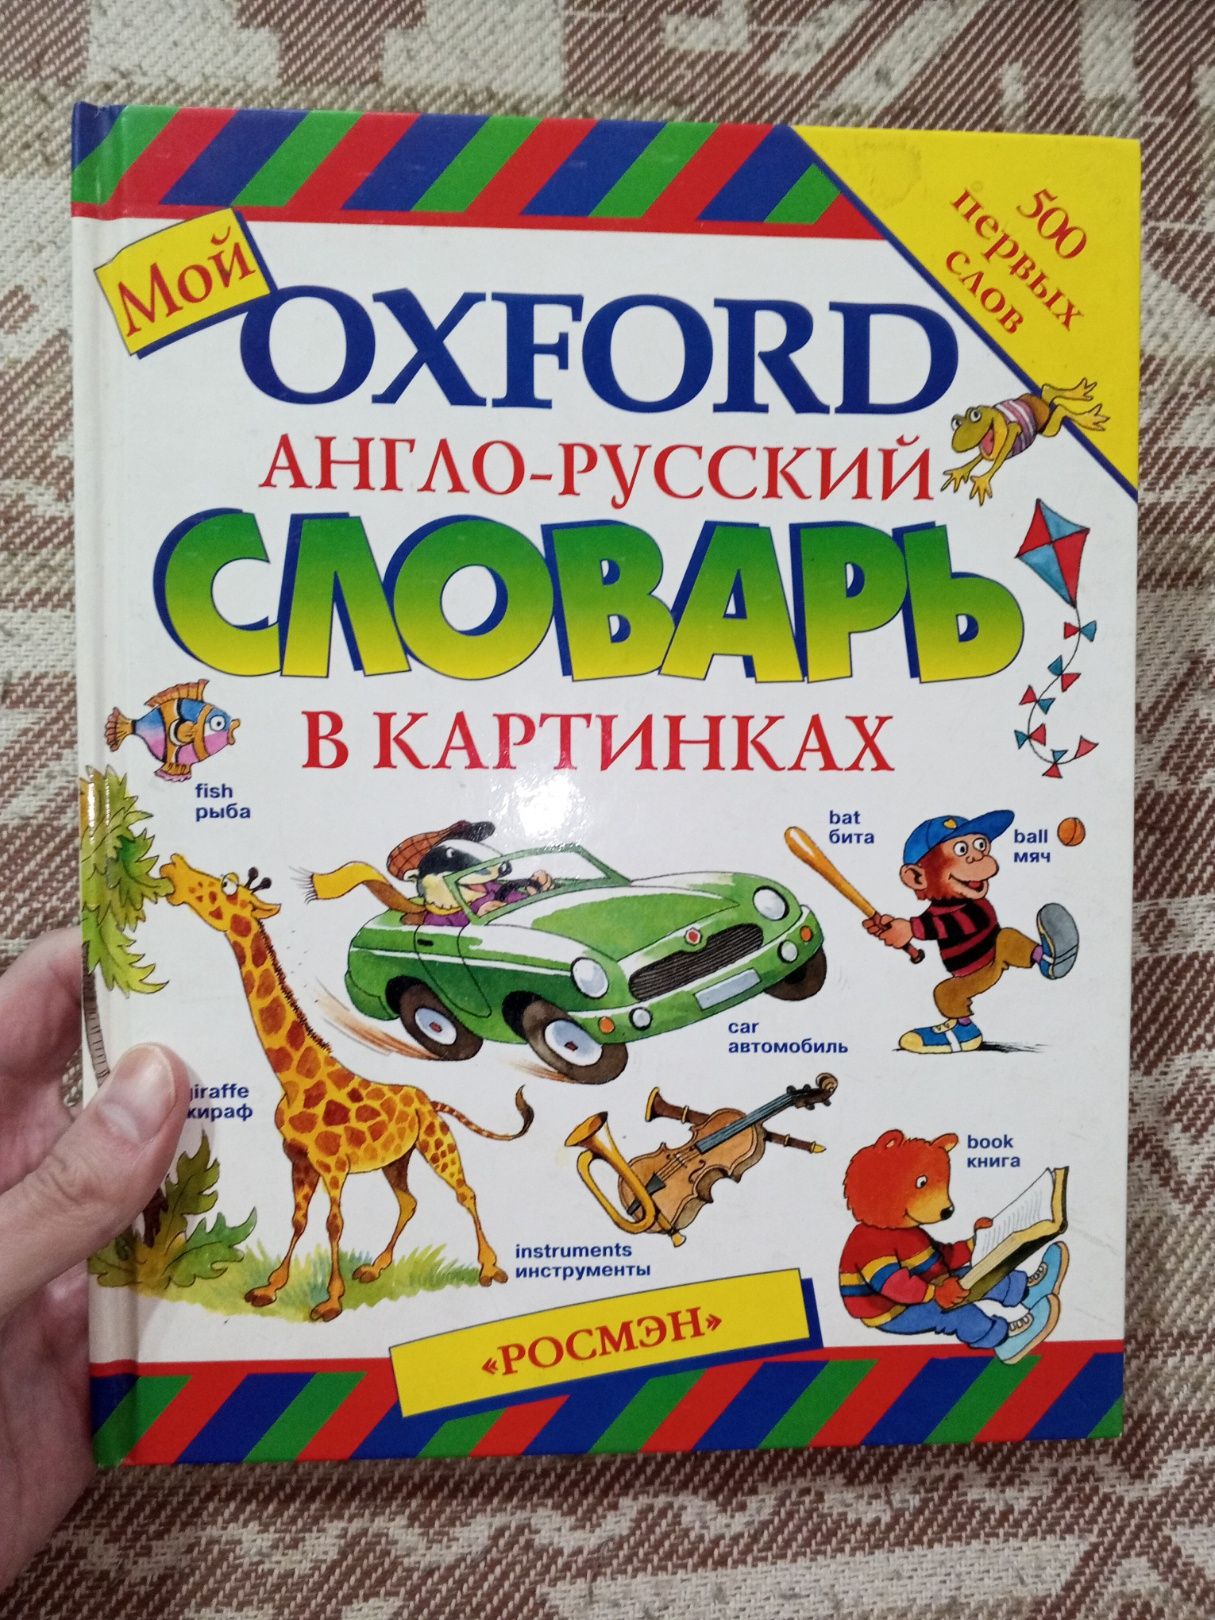 500
первых
слов
Мой
OXFORD
АНГЛО-РУССКИЙ
СЛОВАРЬ
В КАРТИНКАХ
fish
рыба
bat
бита
ball
мяч
car
автомобиль
giraffe
жираф
book
книга
instruments
инструменты
«РОСМЭН»